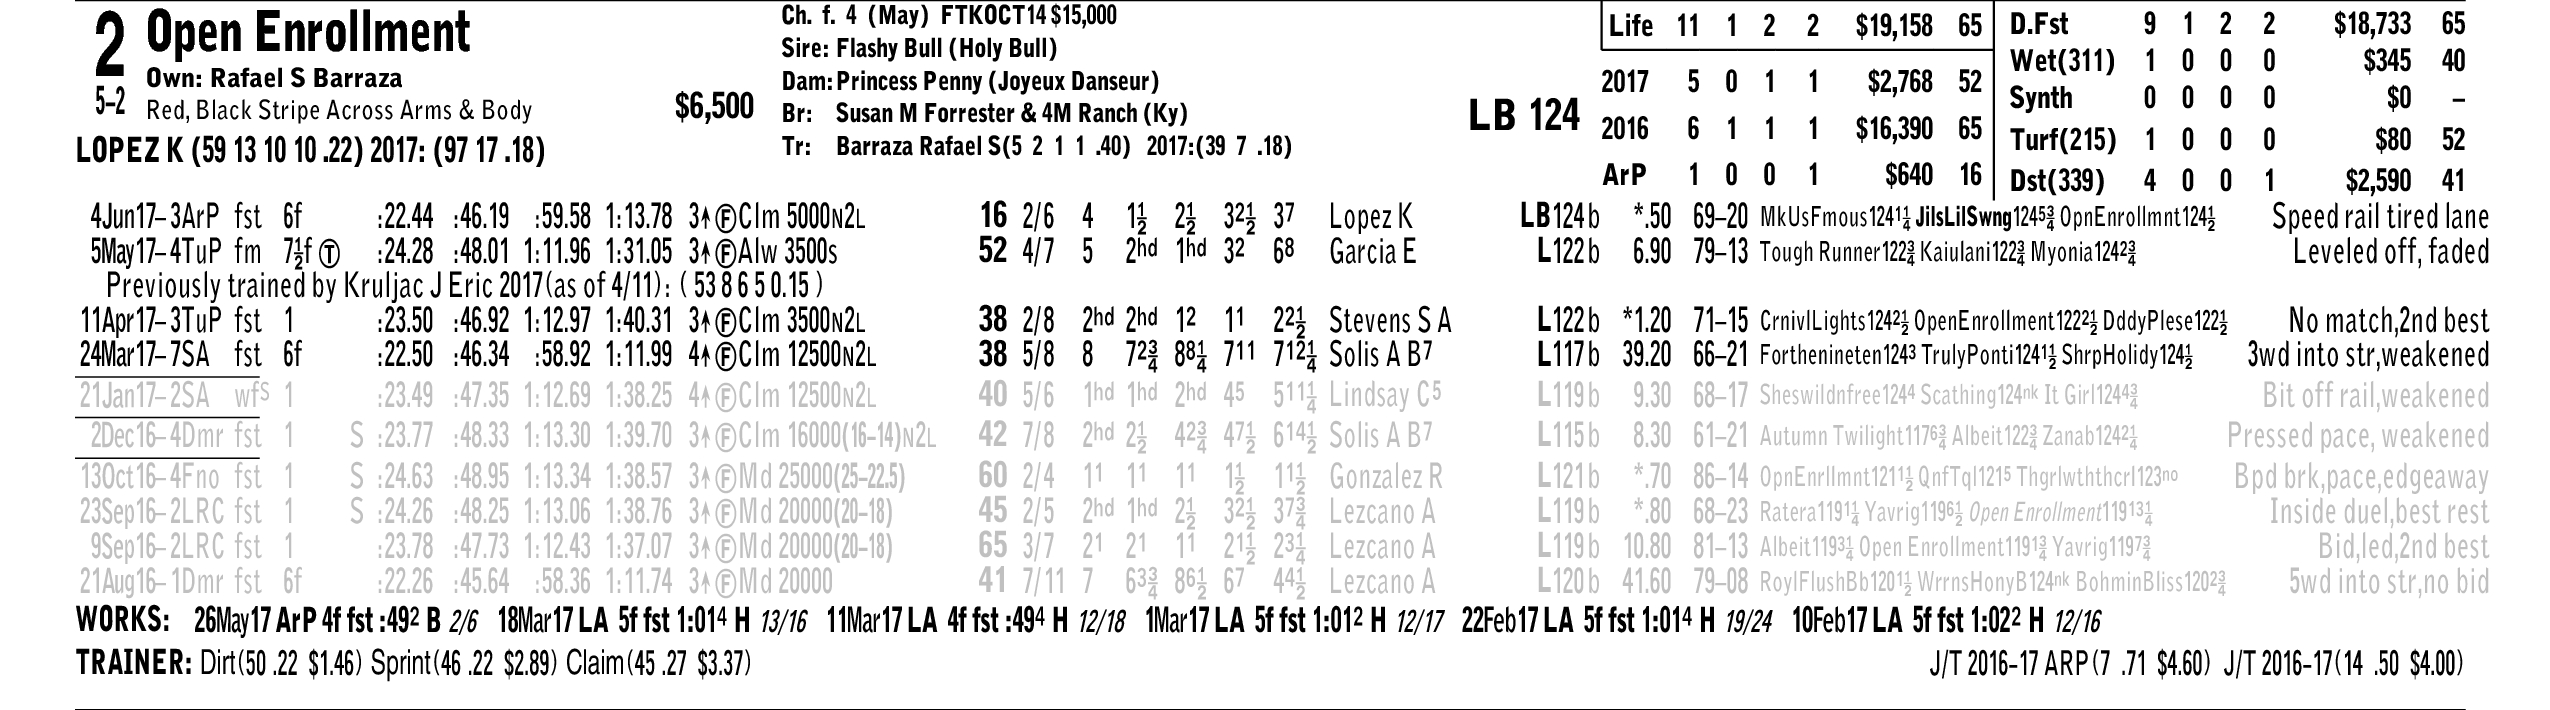 2 Open Enrollment
Own: Rafael S Barraza
5–2 Red, Black Stripe Across Arms & Body $6,500
LOPEZ K (59 13 10 10 .22) 2017: (97 17 .18)
Ch. f. 4 (May) FTKOCT14 $15,000
Sire: Flashy Bull (Holy Bull)
Dam: Princess Penny (Joyeux Danseur)
Br: Susan M Forrester & 4M Ranch (Ky)
Tr: Barraza Rafael S(5 2 1 1 .40) 2017:(39 7 .18)
LB 124
Life 11 1 2 2 $19,158 65
2017 5 0 1 1 $2,768 52
2016 6 1 1 1 $16,390 65
ArP 1 0 0 1 $640 16
D.Fst 9 1 2 2 $18,733 65
Wet(311) 1 0 0 0 $345 40
Synth 0 0 0 0 $0 –
Turf(215) 1 0 0 0 $80 52
Dst(339) 4 0 0 1 $2,590 41
4Jun17–3ArP fst 6f :22.44 :46.19 :59.58 1:13.78 3↑ⒻClm 5000N2L 16 2/6 4 1½ 2½ 32½ 37 Lopez K LB124b *.50 69–20 MkUsFmous1241¼ JilsLilSwng1245¾ OpnEnrollmnt124½ Speed rail tired lane
5May17–4TuP fm 7½f Ⓣ :24.28 :48.01 1:11.96 1:31.05 3↑ⒻAlw 3500s 52 4/7 5 2hd 1hd 32 68 Garcia E L122b 6.90 79–13 Tough Runner122¾ Kaiulani122¾ Myonia1242¾ Leveled off, faded
Previously trained by Kruljac J Eric 2017(as of 4/11): ( 53 8 6 5 0.15 )
11Apr17–3TuP fst 1 :23.50 :46.92 1:12.97 1:40.31 3↑ⒻClm 3500N2L 38 2/8 2hd 2hd 12 11 22½ Stevens S A L122b *1.20 71–15 CrnivlLights1242½ OpenEnrollment1222½ DddyPlese122½ No match,2nd best
24Mar17–7SA fst 6f :22.50 :46.34 :58.92 1:11.99 4↑ⒻClm 12500N2L 38 5/8 8 72¾ 88¼ 711 712¼ Solis A B7 L117b 39.20 66–21 Forthenineten1243 TrulyPonti1241½ ShrpHolidy124½ 3wd into str,weakened
21Jan17–2SA wfS 1 :23.49 :47.35 1:12.69 1:38.25 4↑ⒻClm 12500N2L 40 5/6 1hd 1hd 2hd 45 511¼ Lindsay C5 L119b 9.30 68–17 Sheswildnfree1244 Scathing124nk It Girl1244¾ Bit off rail,weakened
2Dec16–4Dmr fst 1 S :23.77 :48.33 1:13.30 1:39.70 3↑ⒻClm 16000(16–14)N2L 42 7/8 2hd 2½ 42¾ 47½ 614½ Solis A B7 L115b 8.30 61–21 Autumn Twilight1176¾ Albeit122¾ Zanab1242¼ Pressed pace, weakened
13Oct16–4Fno fst 1 S :24.63 :48.95 1:13.34 1:38.57 3↑ⒻMd 25000(25–22.5) 60 2/4 11 11 11 1½ 11½ Gonzalez R L121b *.70 86–14 OpnEnrllmnt1211½ QnfTql1215 Thgrlwththcrl123no Bpd brk,pace,edgeaway
23Sep16–2LRC fst 1 S :24.26 :48.25 1:13.06 1:38.76 3↑ⒻMd 20000(20–18) 45 2/5 2hd 1hd 2½ 32½ 37¾ Lezcano A L119b *.80 68–23 Ratera1191¼ Yavrig1196½ Open Enrollment11913¼ Inside duel,best rest
9Sep16–2LRC fst 1 :23.78 :47.73 1:12.43 1:37.07 3↑ⒻMd 20000(20–18) 65 3/7 21 21 11 21½ 23¼ Lezcano A L119b 10.80 81–13 Albeit1193¼ Open Enrollment1191¾ Yavrig1197¾ Bid,led,2nd best
21Aug16–1Dmr fst 6f :22.26 :45.64 :58.36 1:11.74 3↑ⒻMd 20000 41 7/11 7 63¾ 86½ 67 44½ Lezcano A L120b 41.60 79–08 RoylFlushBb1201½ WrrnsHonyB124nk BohminBliss1202¾ 5wd into str,no bid
WORKS: 26May17 ArP 4f fst :492 B 2/6 18Mar17 LA 5f fst 1:014 H 13/16 11Mar17 LA 4f fst :494 H 12/18 1Mar17 LA 5f fst 1:012 H 12/17 22Feb17 LA 5f fst 1:014 H 19/24 10Feb17 LA 5f fst 1:022 H 12/16
TRAINER: Dirt(50 .22 $1.46) Sprint(46 .22 $2.89) Claim(45 .27 $3.37) J/T 2016–17 ARP(7 .71 $4.60) J/T 2016–17(14 .50 $4.00)